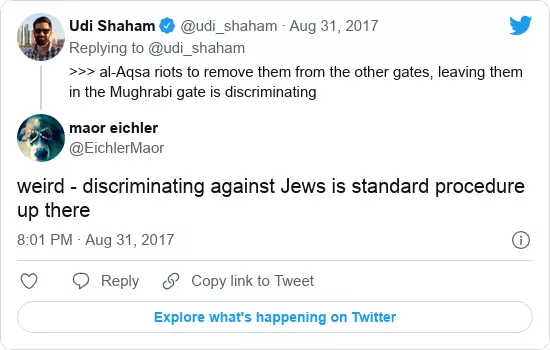 Udi Shaham @udi_shaham · Aug 31, 2017
Replying to @udi_shaham
>>> al-Aqsa riots to remove them from the other gates, leaving them
in the Mughrabi gate is discriminating
maor eichler
@EichlerMaor
weird - discriminating against Jews is standard procedure
up there
8:01 PM · Aug 31, 2017
Reply Copy link to Tweet
Explore what's happening on Twitter